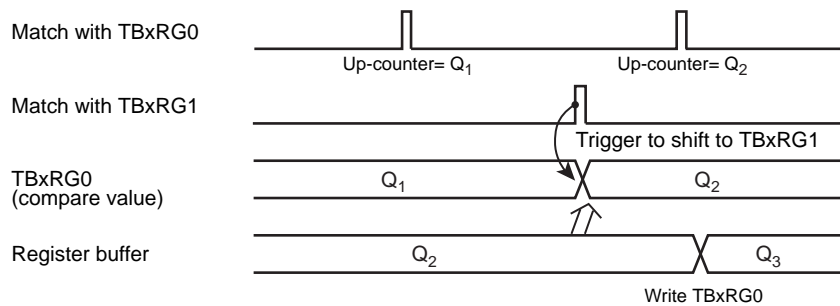 Match with TBxRG0
Up-counter= Q1
Up-counter= Q2
Match with TBxRG1
Trigger to shift to TBxRG1
TBxRG0
(compare value)
Q1
Q2
Register buffer
Q2
Q3
Write TBxRG0